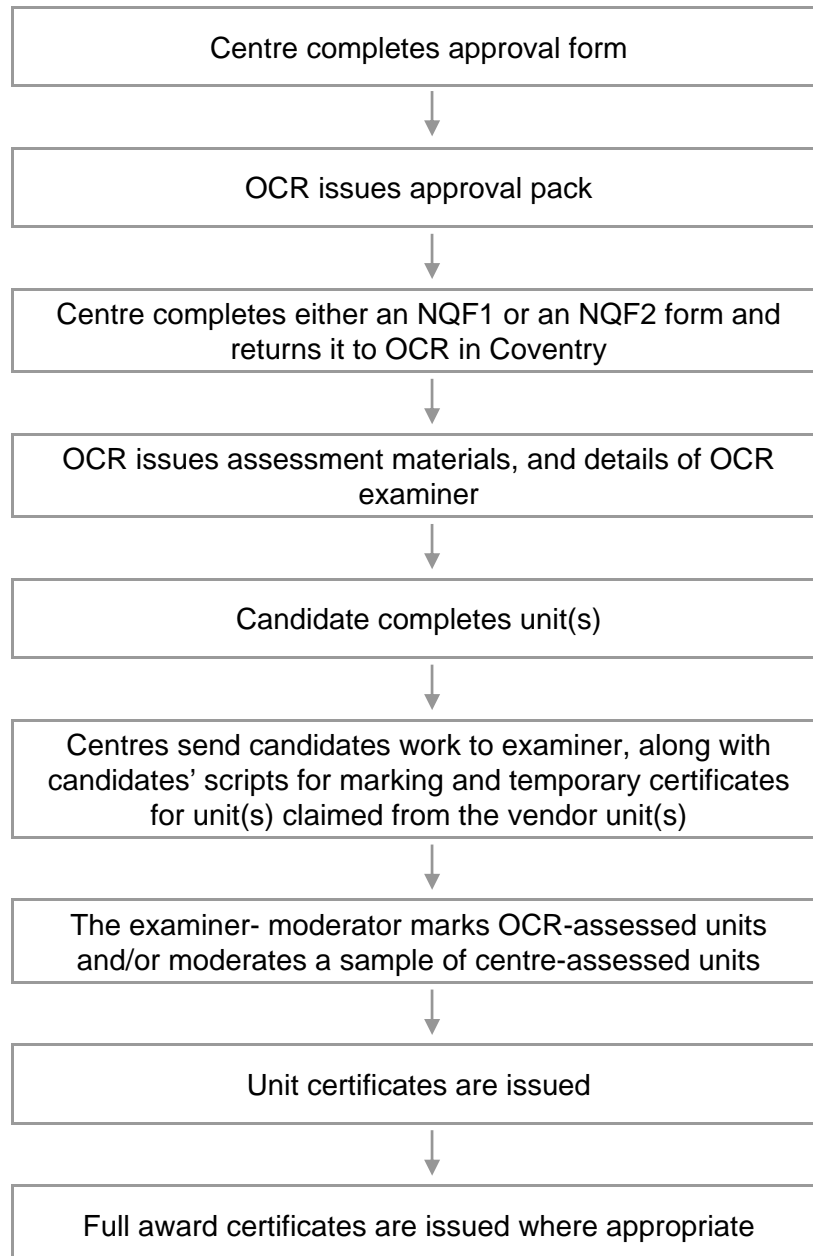 Centre completes approval form
OCR issues approval pack
Centre completes either an NQF1 or an NQF2 form and
returns it to OCR in Coventry
OCR issues assessment materials, and details of OCR
examiner
Candidate completes unit(s)
Centres send candidates work to examiner, along with
candidates’ scripts for marking and temporary certificates
for unit(s) claimed from the vendor unit(s)
The examiner- moderator marks OCR-assessed units
and/or moderates a sample of centre-assessed units
Unit certificates are issued
Full award certificates are issued where appropriate